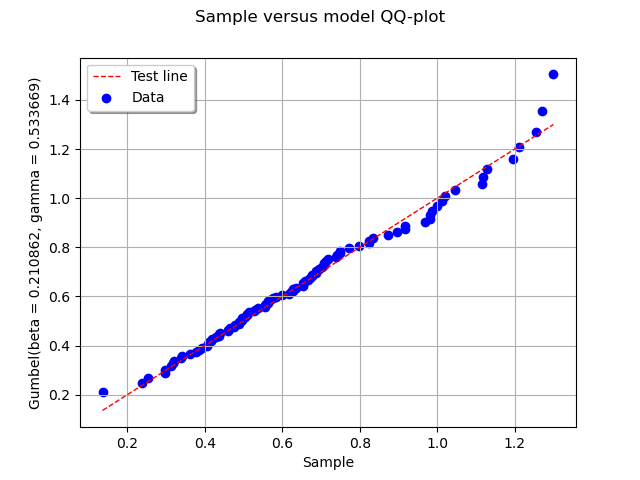 Sample versus model QQ-plot
Test line
Data
Gumbel(beta = 0.210862, gamma = 0.533669)
1.4
1.2
1.0
0.8
0.6
0.4
0.2
0.2 0.4 0.6 0.8 1.0 1.2
Sample